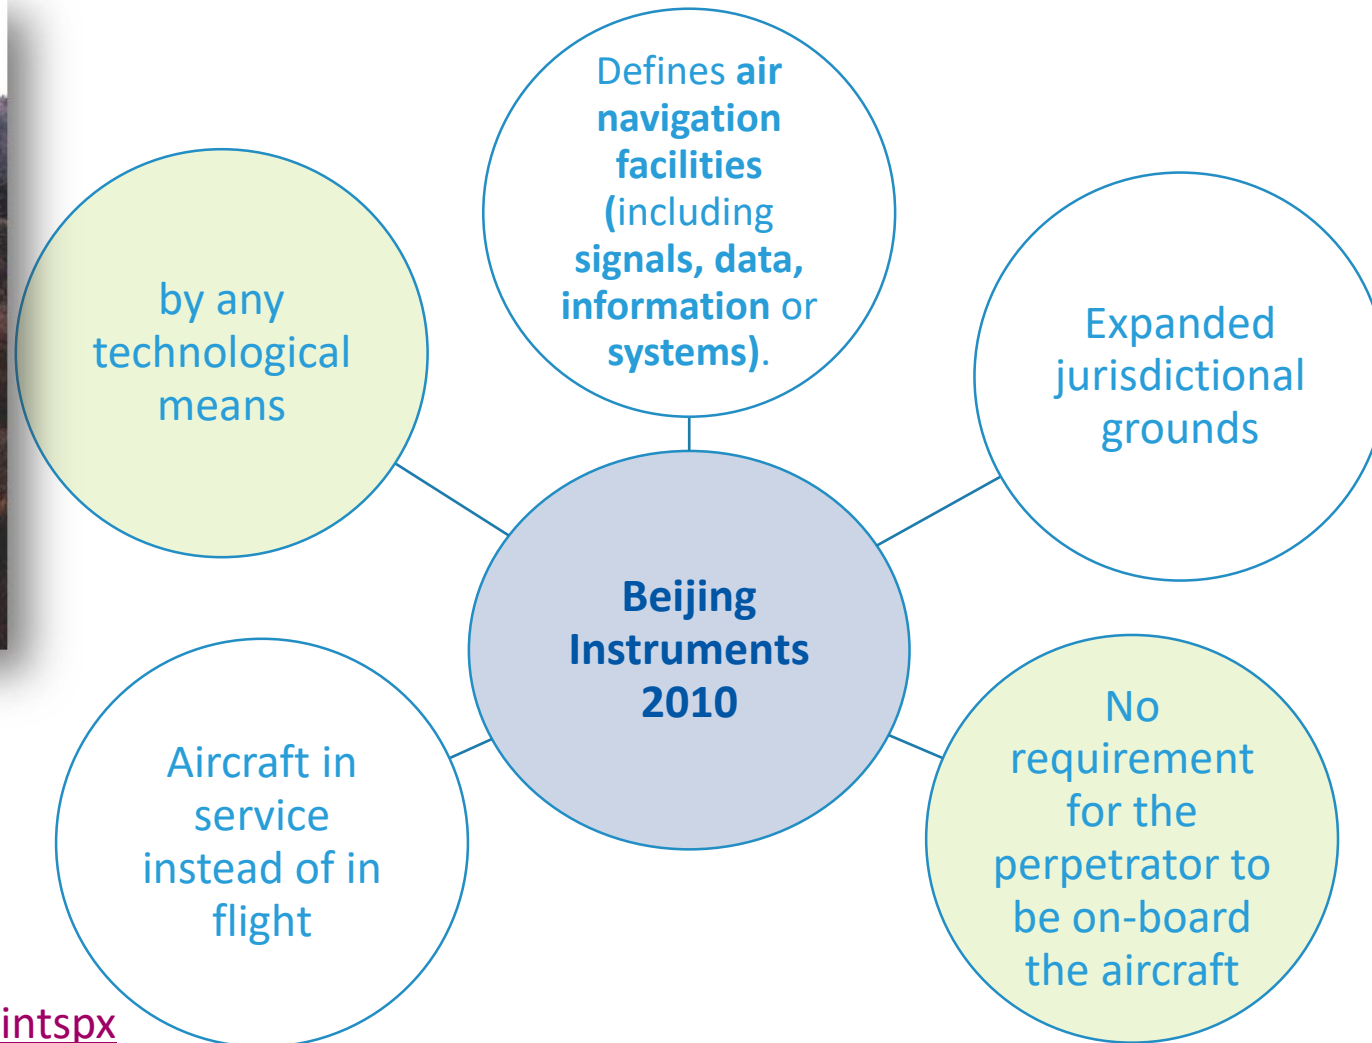 Defines air
navigation
facilities
(including
signals, data,
information or
systems).
by any
technological
means
Expanded
jurisdictional
grounds
Beijing
Instruments
2010
Aircraft in
service
instead of in
flight
No
requirement
for the
perpetrator to
be on-board
the aircraft
intspx